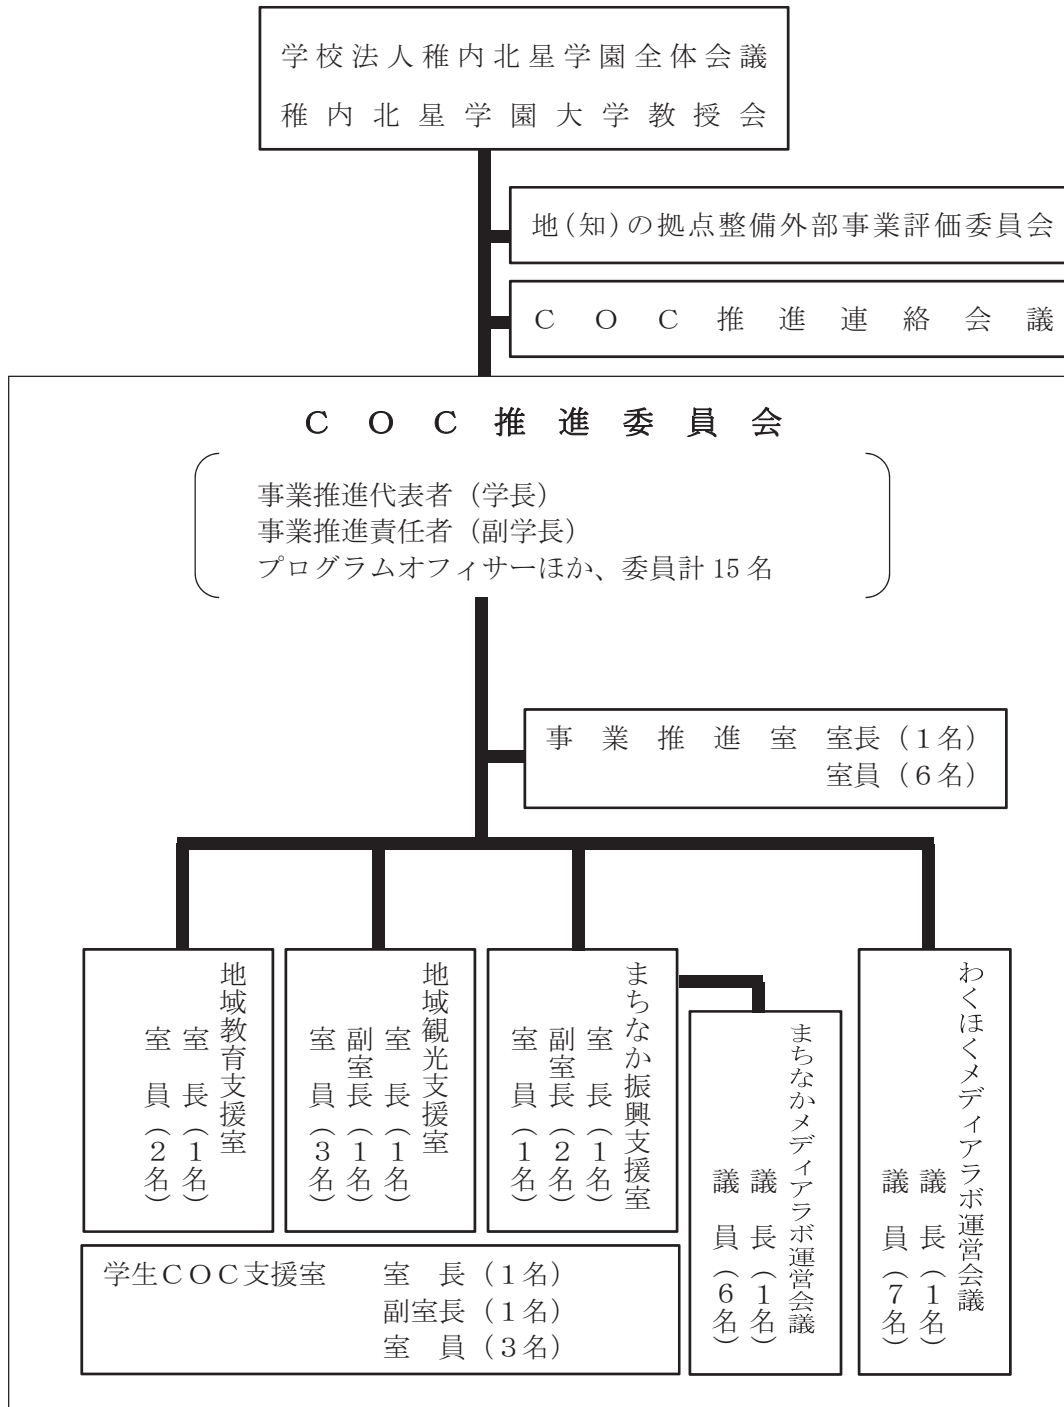 学校法人稚内北星学園全体会議
稚内北星学園大学教授会
地(知)の拠点整備外部事業評価委員会
ＣＯＣ推進連絡会議
ＣＯＣ推進委員会
事業推進代表者（学長）
事業推進責任者（副学長）
プログラムオフィサーほか、委員計 15 名
事業推進室 室長（１名）
室員（６名）
地域教育支援室
室長（１名）
室員（２名）
地域観光支援室
室長（１名）
副室長（１名）
室員（３名）
まちなか振興支援室
室長（１名）
副室長（２名）
室員（１名）
まちなかメディアラボ運営会議
議長（１名）
議員（６名）
わくほくメディアラボ運営会議
議長（１名）
議員（７名）
学生ＣＯＣ支援室 室 長（１名）
副室長（１名）
室 員（３名）